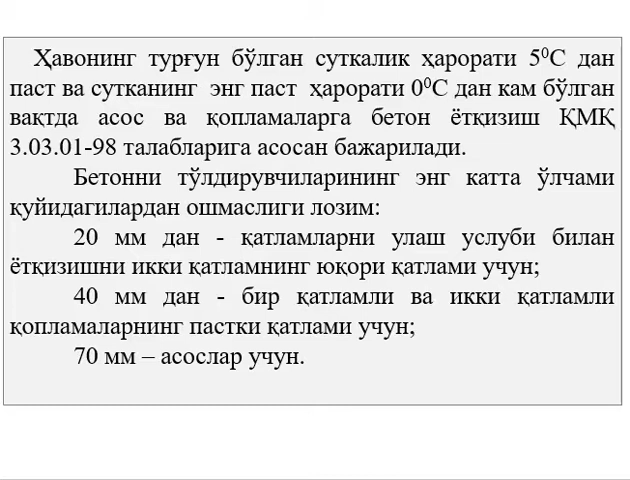 Ҳавонинг турғун бўлган суткалик ҳарорати 5⁰С дан
паст ва сутканинг энг паст ҳарорати 0⁰С дан кам бўлган
вақтда асос ва қопламаларга бетон ётқизиш ҚМҚ
3.03.01-98 талабларига асосан бажарилади.
Бетонни тўлдирувчиларининг энг катта ўлчами
қуйидагилардан ошмаслиги лозим:
20 мм дан - қатламларни улаш услуби билан
ётқизишни икки қатламнинг юқори қатлами учун;
40 мм дан - бир қатламли ва икки қатламли
қопламаларнинг пастки қатлами учун;
70 мм – асослар учун.